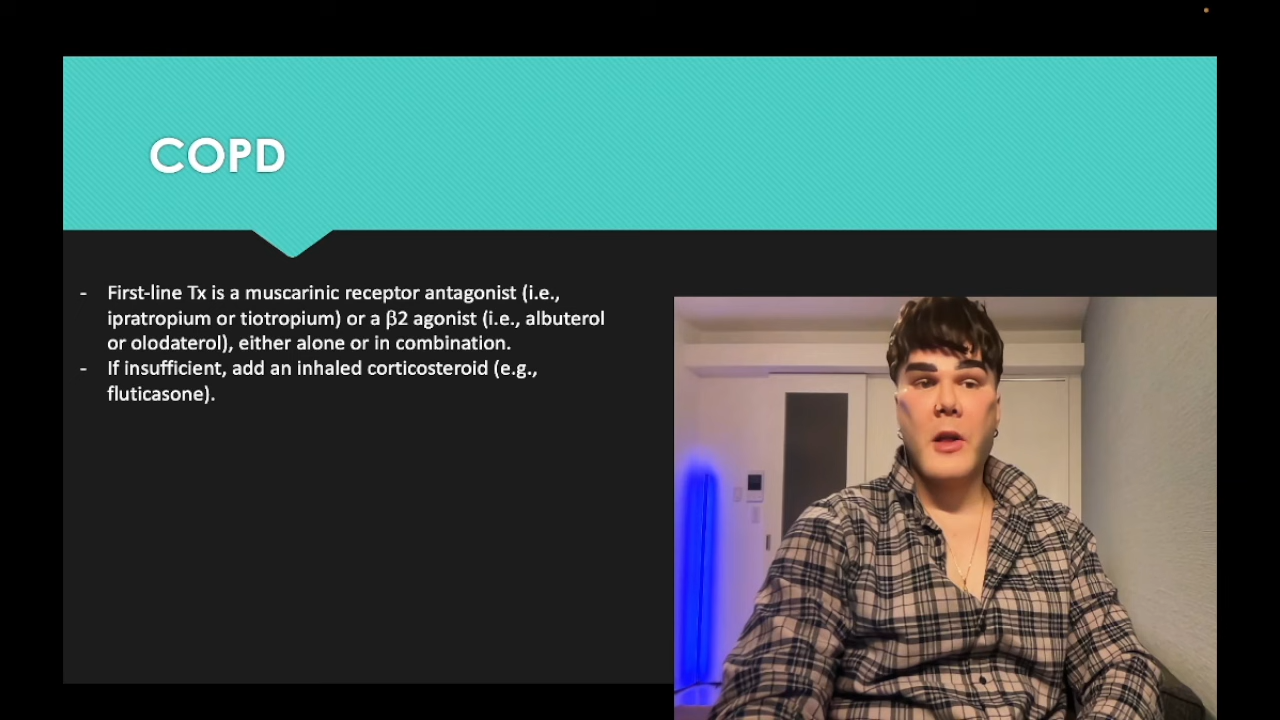 COPD
- First-line Tx is a muscarinic receptor antagonist (i.e.,
ipratropium or tiotropium) or a β2 agonist (i.e., albuterol
or olodaterol), either alone or in combination.
- If insufficient, add an inhaled corticosteroid (e.g.,
fluticasone).